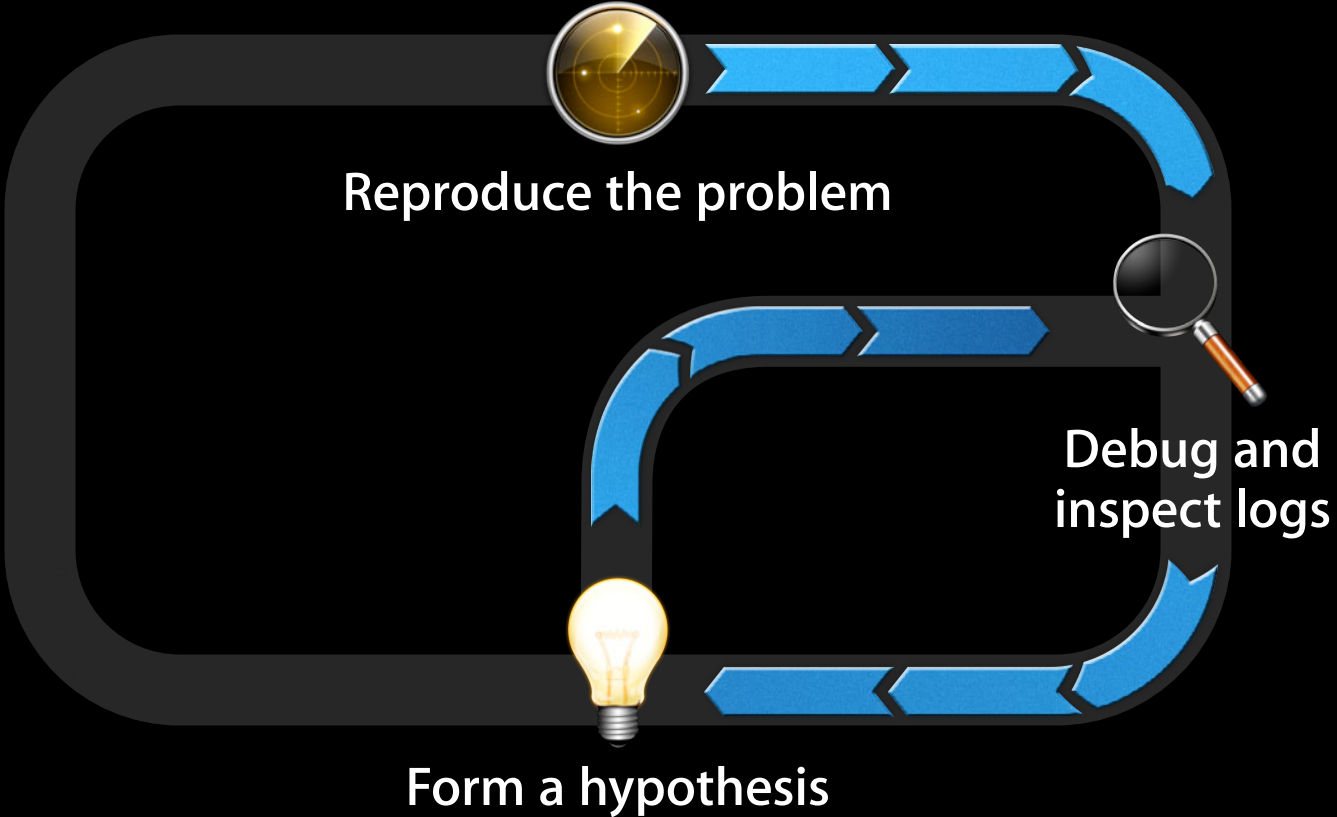 Reproduce the problem
Debug and
inspect logs
Form a hypothesis